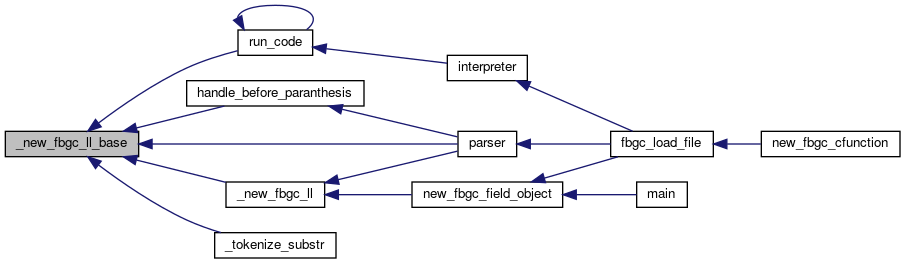 run_code
interpreter
handle_before_paranthesis
_new_fbgc_ll_base
parser
fbgc_load_file
new_fbgc_cfunction
_new_fbgc_ll
new_fbgc_field_object
main
_tokenize_substr